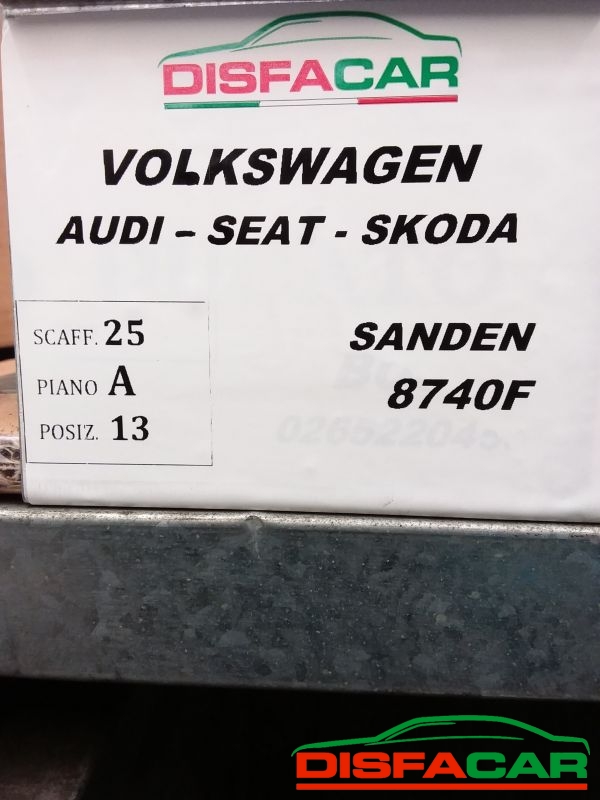 DISFACAR
VOLKSWAGEN
AUDI – SEAT - SKODA
SCAFF. 25
PIANO A
POSIZ. 13
SANDEN
8740F
DISFACAR